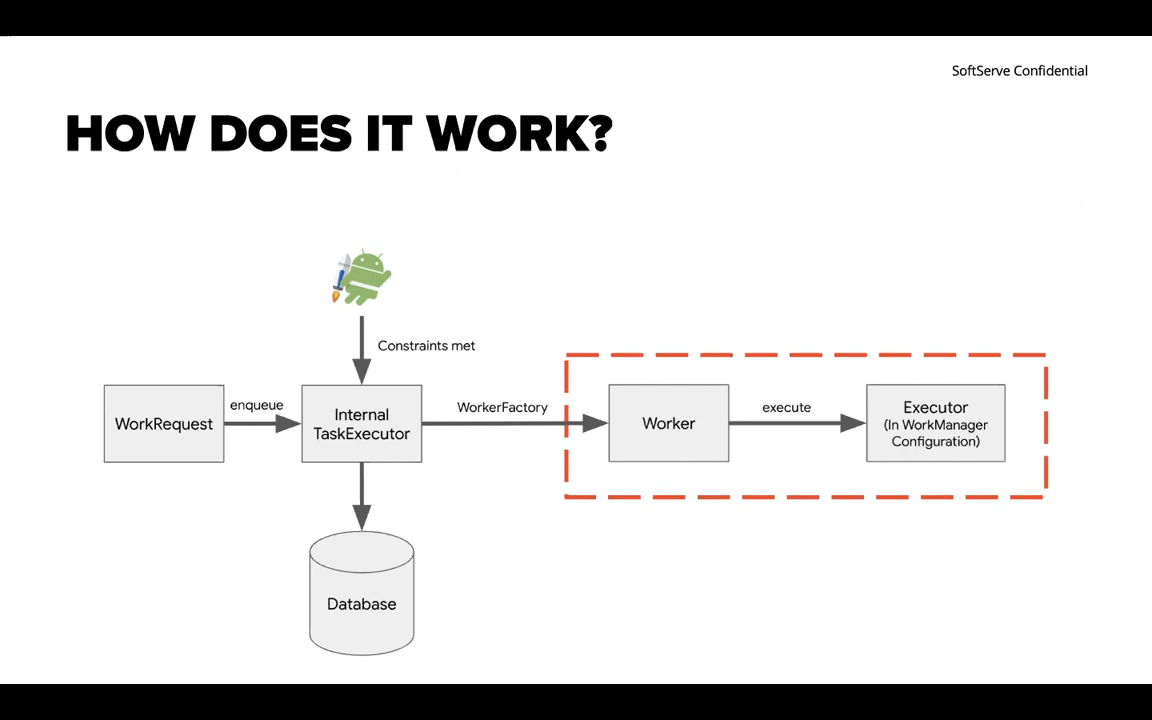 SoftServe Confidential
HOW DOES IT WORK?
Constraints met
WorkRequest
enqueue
Internal
TaskExecutor
WorkerFactory
Worker
execute
Executor
(In WorkManager
Configuration)
Database